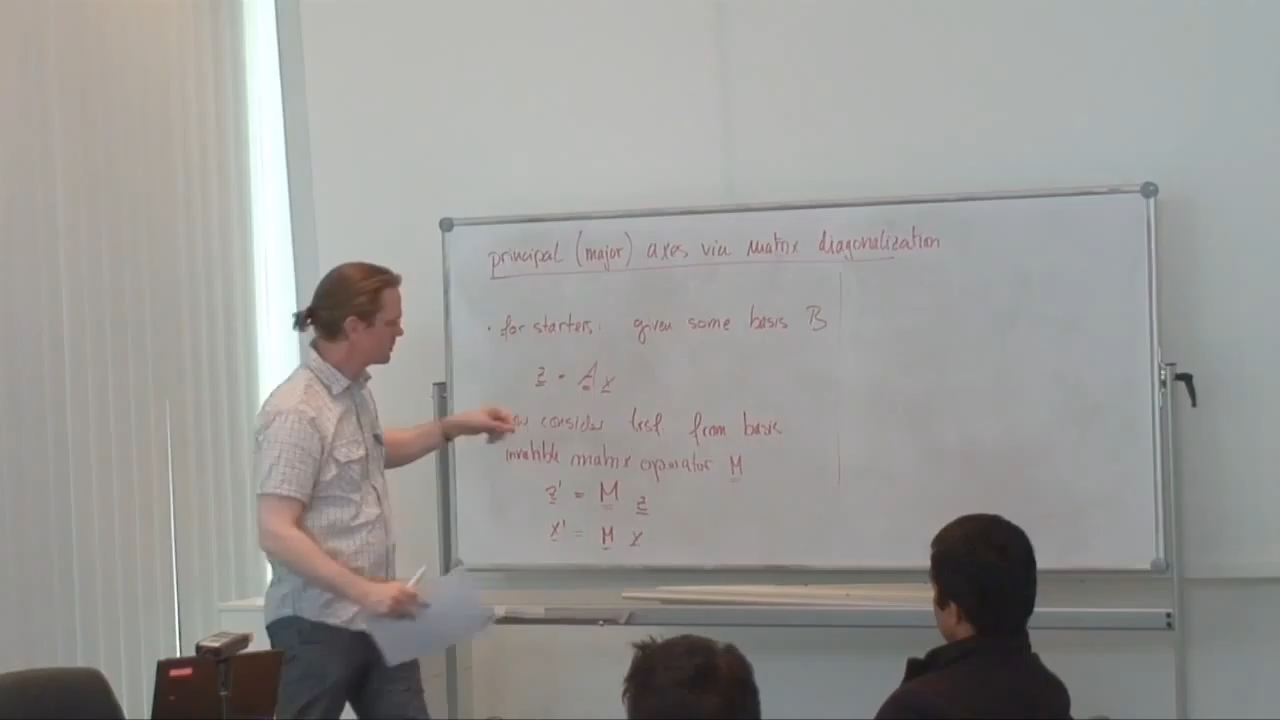 principal (major) axes via matrix diagonalization
· for starters: given some basis B
z = A x
consider trsf from basis
invertible matrix operator M
z' = M z
x' = M x